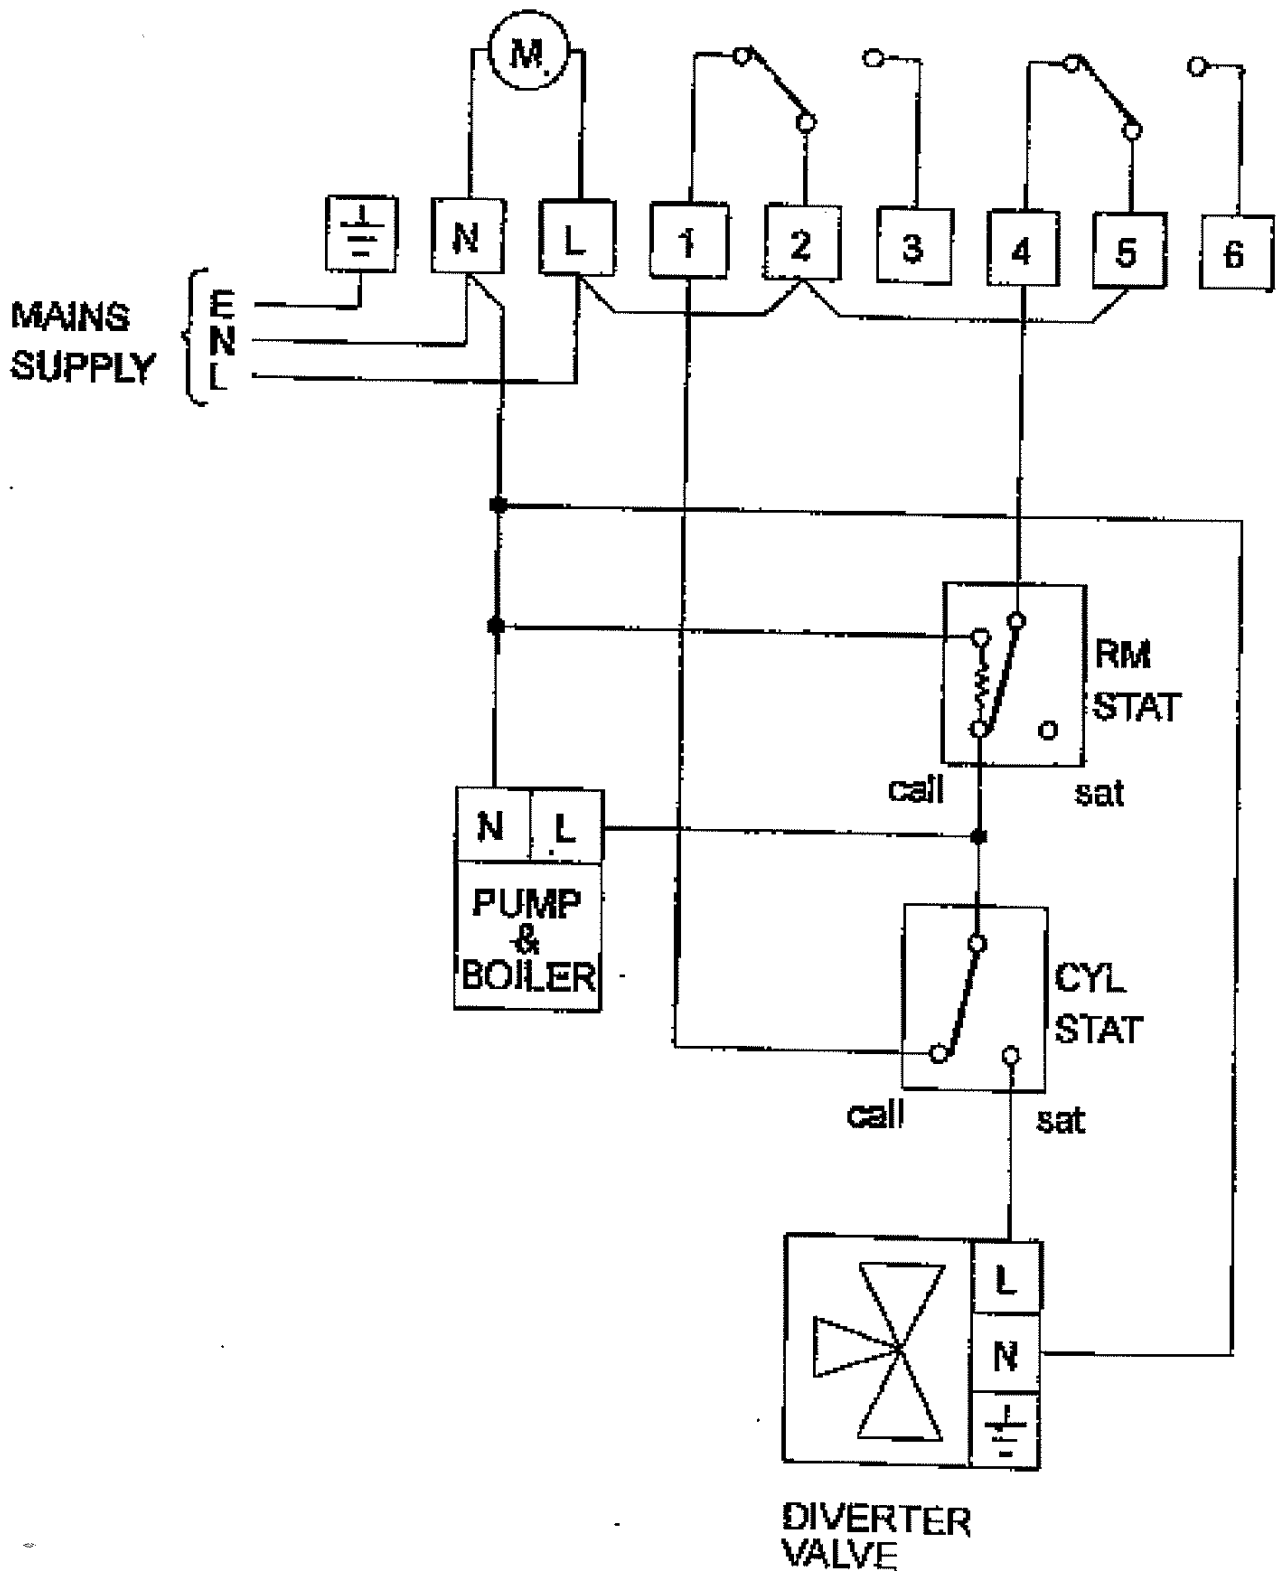 M
N
L
1
2
3
4
5
6
MAINS
SUPPLY
E
N
L
RM
STAT
call
sat
N
L
PUMP
&
BOILER
CYL
STAT
call
sat
L
N
DIVERTER
VALVE